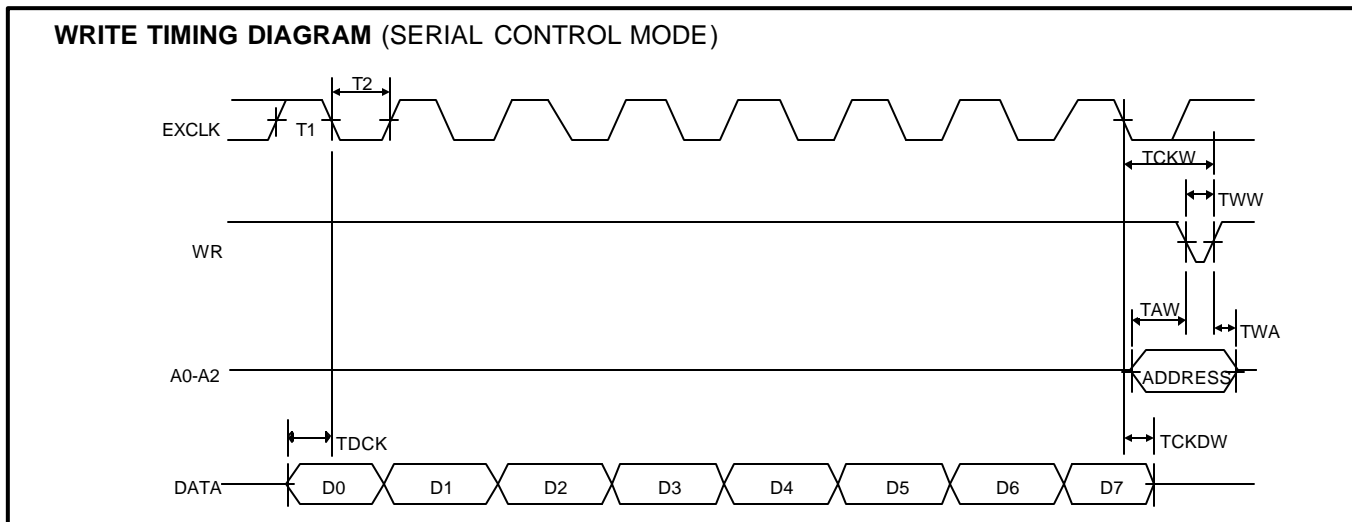 WRITE TIMING DIAGRAM (SERIAL CONTROL MODE)
T2
EXCLK
T1
TCKW
TWW
WR
TAW
TWA
A0-A2
ADDRESS
TDCK
TCKDW
DATA
D0
D1
D2
D3
D4
D5
D6
D7